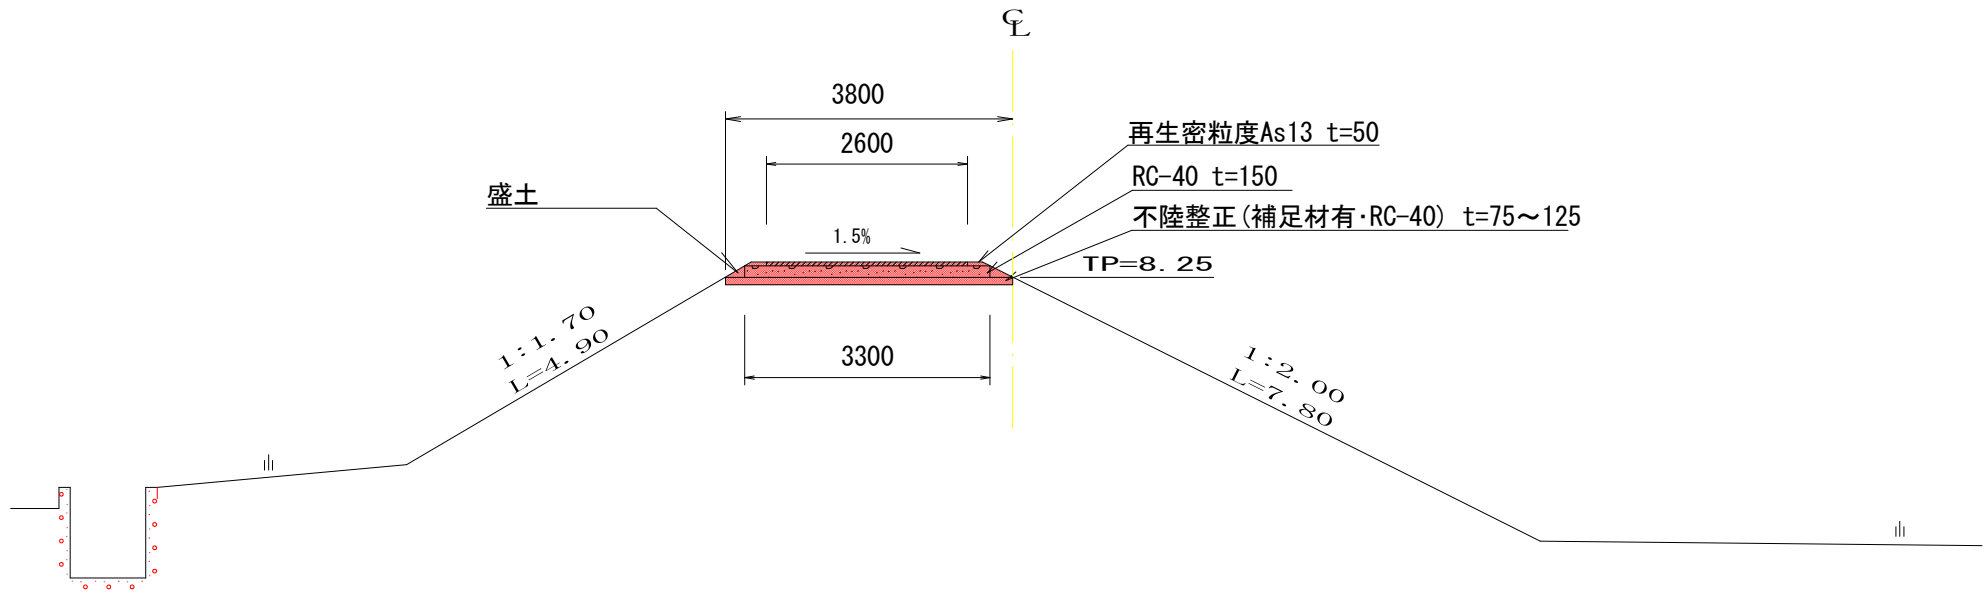 ℄
3800
再生密粒度As13 t=50
2600
RC-40 t=150
盛土
不陸整正(補足材有・RC-40) t=75～125
1.5%
TP=8.25
1:1.70
L=4.90
3300
1:2.00
L=7.80